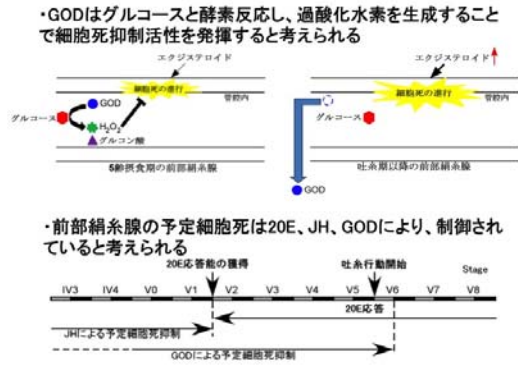 ・GODはグルコースと酵素反応し、過酸化水素を生成すること
で細胞死抑制活性を発揮すると考えられる
エクジステロイド
細胞死の進行
管腔内
GOD
グルコース
H₂O₂
グルコン酸
5齢摂食期の前部絹糸腺
エクジステロイド
細胞死の進行
管腔内
グルコース
GOD
吐糸期以降の前部絹糸腺
・前部絹糸腺の予定細胞死は20E、JH、GODにより、制御され
ていると考えられる
20E応答能の獲得
吐糸行動開始
Stage
IV3 IV4 V0 V1 V2 V3 V4 V5 V6 V7 V8
20E応答
JHによる予定細胞死抑制
GODによる予定細胞死抑制